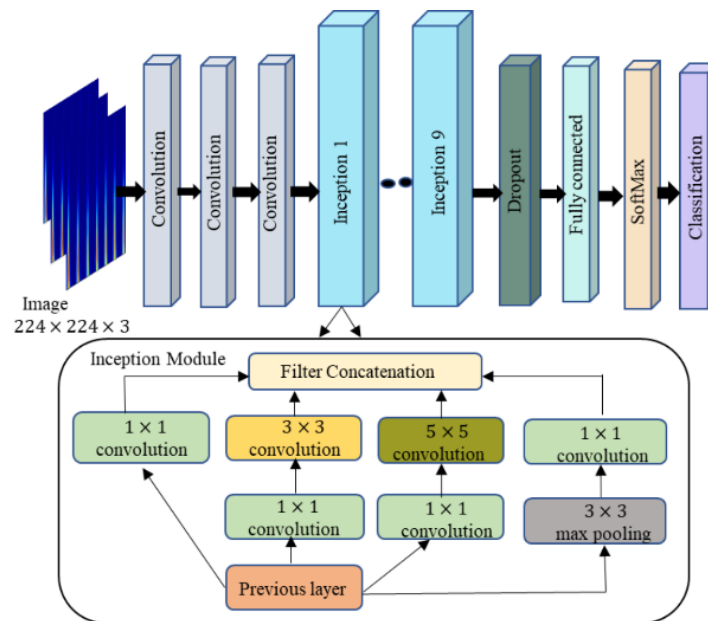 Convolution
Convolution
Convolution
Inception 1
Inception 9
Dropout
Fully connected
SoftMax
Classification
Image
224 × 224 × 3
Inception Module
Filter Concatenation
1 × 1
convolution
3 × 3
convolution
5 × 5
convolution
1 × 1
convolution
1 × 1
convolution
1 × 1
convolution
3 × 3
max pooling
Previous layer